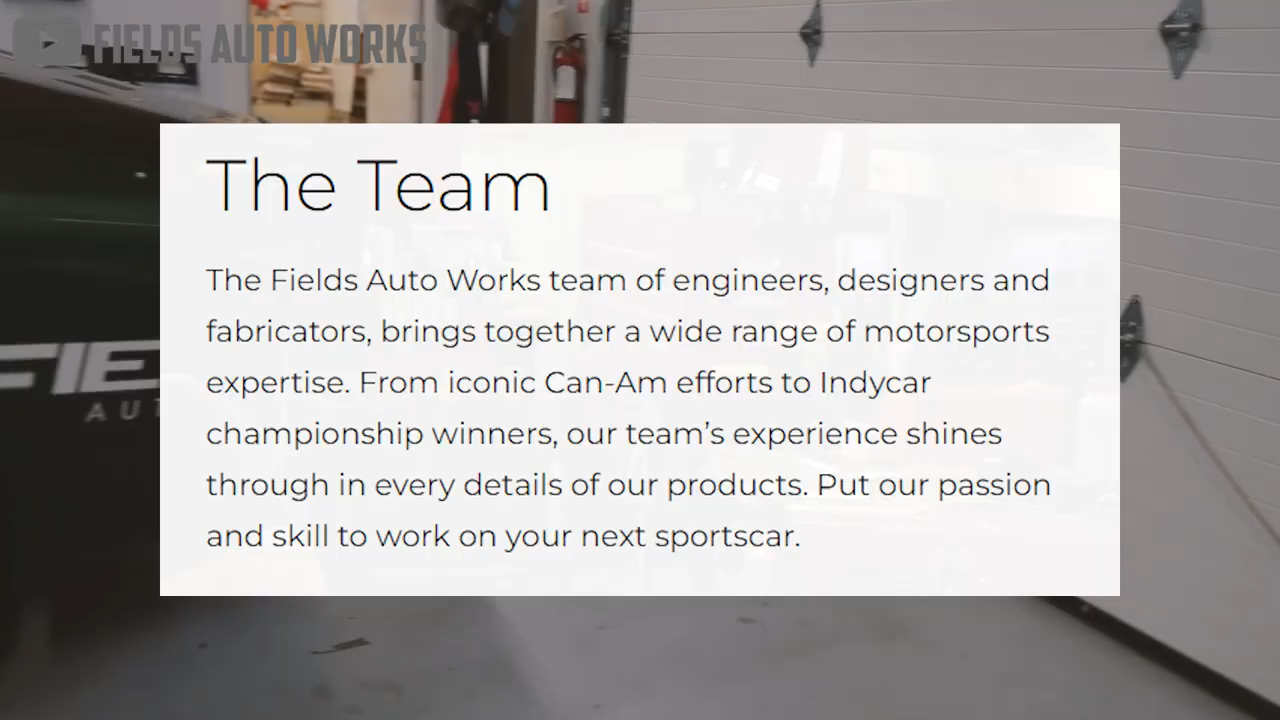 FIELDS AUTO WORKS
The Team
The Fields Auto Works team of engineers, designers and
fabricators, brings together a wide range of motorsports
expertise. From iconic Can-Am efforts to Indycar
championship winners, our team’s experience shines
through in every details of our products. Put our passion
and skill to work on your next sportscar.
FIE
AUT